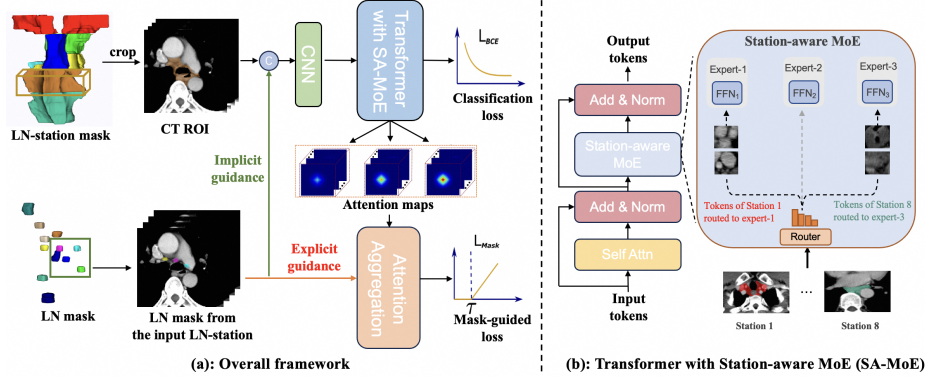 LN-station mask
crop
CT ROI
C
CNN
Transformer
with SA-MoE
L_BCE
Classification
loss
Implicit
guidance
Attention maps
LN mask
LN mask from
the input LN-station
Explicit
guidance
Attention
Aggregation
L_Mask
τ
Mask-guided
loss
(a): Overall framework
Output
tokens
Add & Norm
Station-aware
MoE
Add & Norm
Self Attn
Input
tokens
Station-aware MoE
Expert-1
Expert-2
Expert-3
FFN₁
FFN₂
FFN₃
Tokens of Station 1
routed to expert-1
Tokens of Station 8
routed to expert-3
Router
...
Station 1
Station 8
(b): Transformer with Station-aware MoE (SA-MoE)